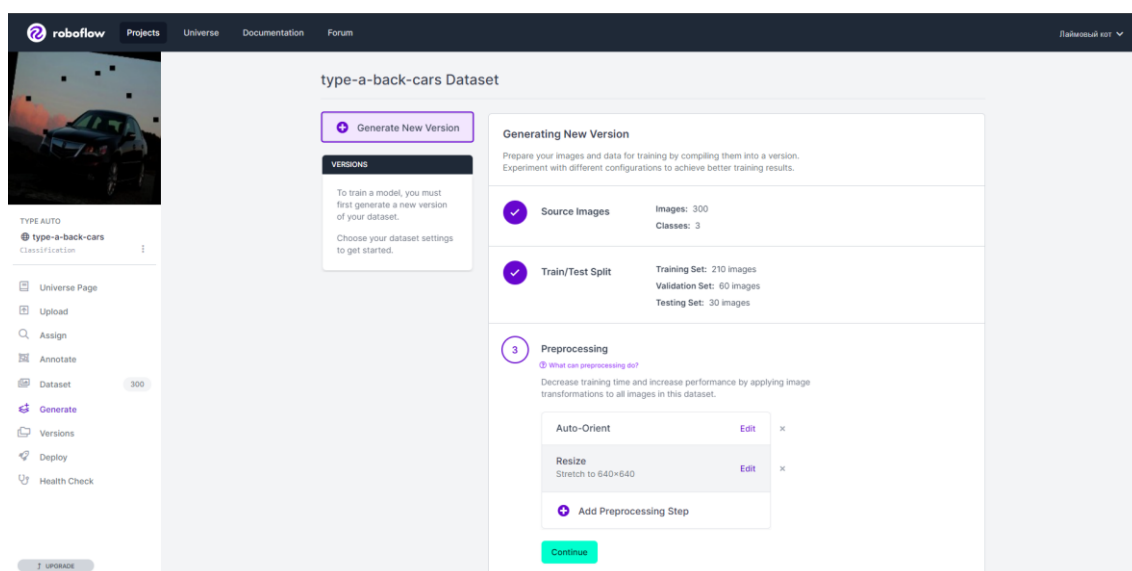 roboflow
Projects
Universe
Documentation
Forum
Лаймовый кот
TYPE AUTO
type-a-back-cars
Classification
Universe Page
Upload
Assign
Annotate
Dataset
300
Generate
Versions
Deploy
Health Check
UPGRADE
type-a-back-cars Dataset
Generate New Version
VERSIONS
To train a model, you must
first generate a new version
of your dataset.
Choose your dataset settings
to get started.
Generating New Version
Prepare your images and data for training by compiling them into a version.
Experiment with different configurations to achieve better training results.
Source Images
Images: 300
Classes: 3
Train/Test Split
Training Set: 210 images
Validation Set: 60 images
Testing Set: 30 images
3
Preprocessing
What can preprocessing do?
Decrease training time and increase performance by applying image
transformations to all images in this dataset.
Auto-Orient
Edit
×
Resize
Stretch to 640×640
Edit
×
Add Preprocessing Step
Continue